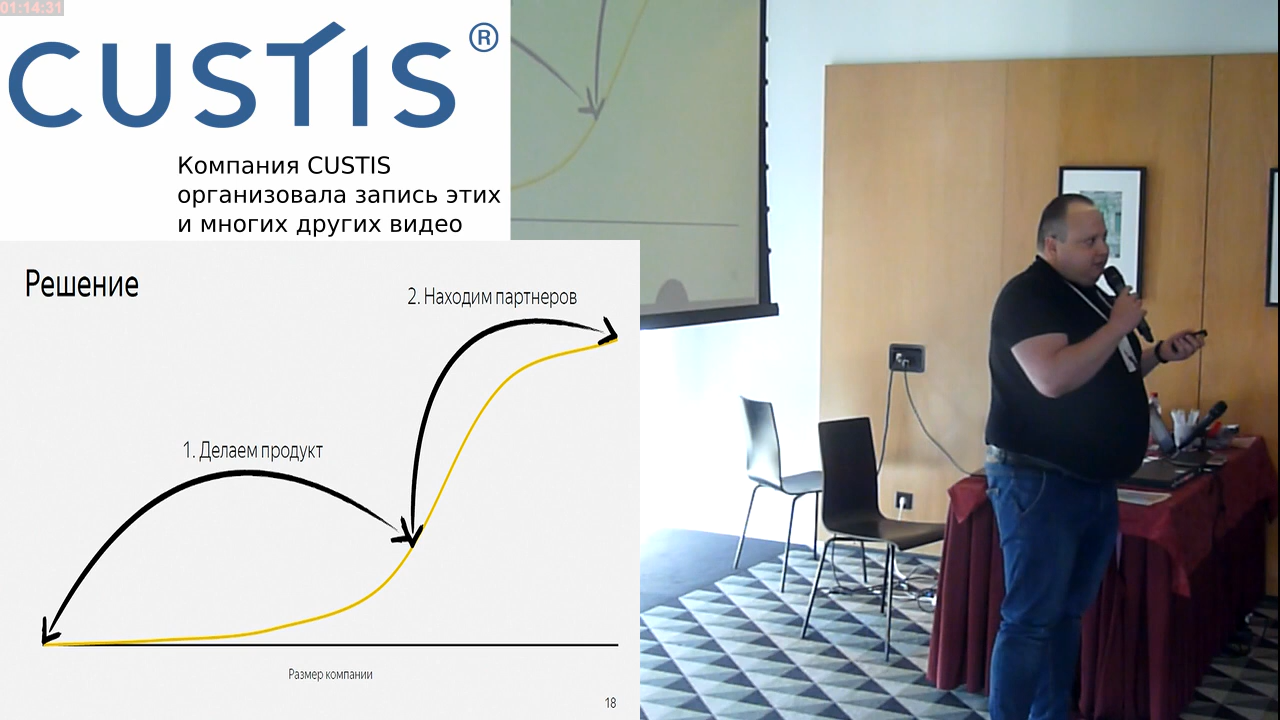 01:14:31
CUSTIS®
Компания CUSTIS
организовала запись этих
и многих других видео
Решение
2. Находим партнеров
1. Делаем продукт
Размер компании
18